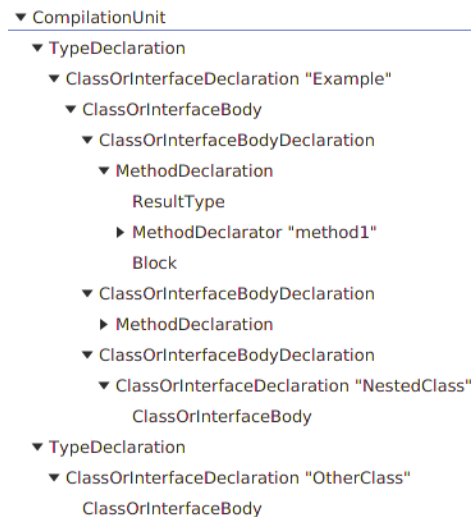 CompilationUnit
TypeDeclaration
ClassOrInterfaceDeclaration "Example"
ClassOrInterfaceBody
ClassOrInterfaceBodyDeclaration
MethodDeclaration
ResultType
MethodDeclarator "method1"
Block
ClassOrInterfaceBodyDeclaration
MethodDeclaration
ClassOrInterfaceBodyDeclaration
ClassOrInterfaceDeclaration "NestedClass"
ClassOrInterfaceBody
TypeDeclaration
ClassOrInterfaceDeclaration "OtherClass"
ClassOrInterfaceBody